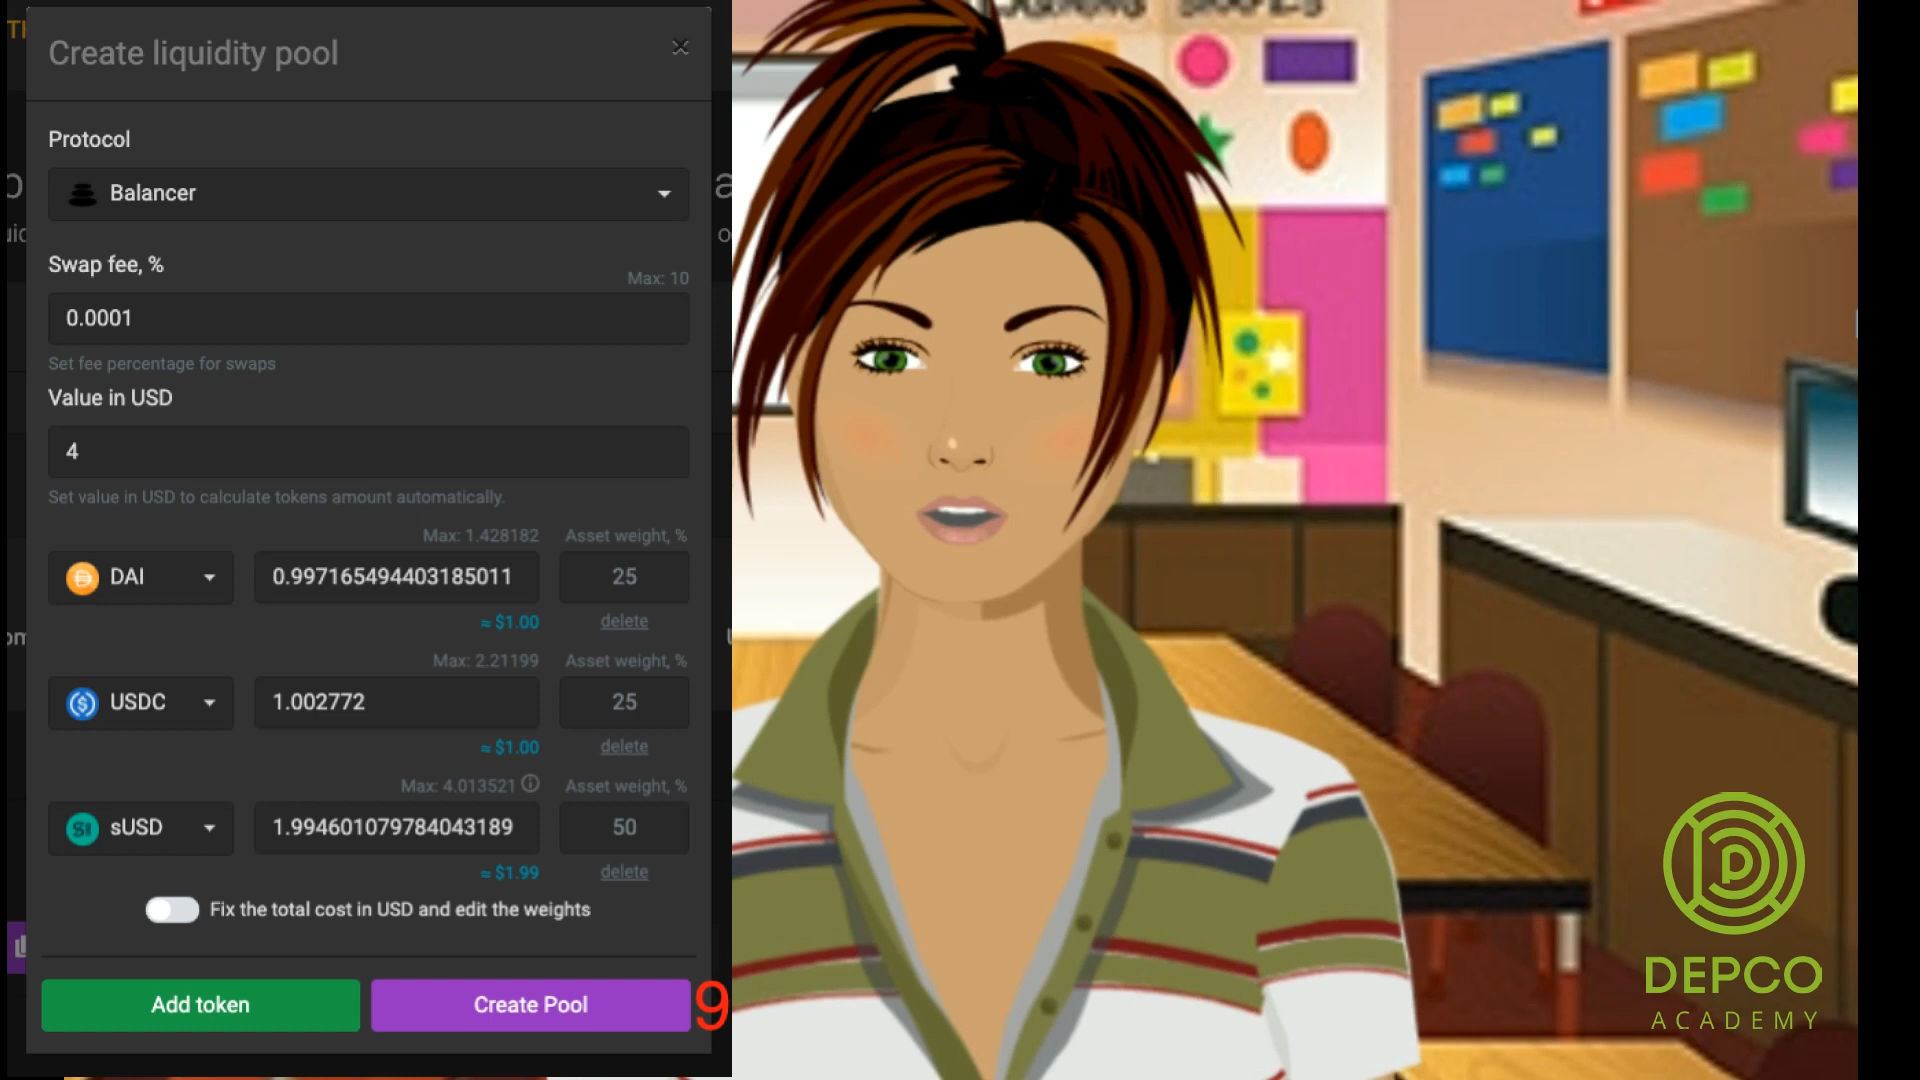 Create liquidity pool
×
Protocol
Balancer
Swap fee, %
Max: 10
0.0001
Set fee percentage for swaps
Value in USD
4
Set value in USD to calculate tokens amount automatically.
Max: 1.428182 Asset weight, %
DAI 0.997165494403185011 25
≈ $1.00 delete
Max: 2.21199 Asset weight, %
USDC 1.002772 25
≈ $1.00 delete
Max: 4.013521 Asset weight, %
sUSD 1.994601079784043189 50
≈ $1.99 delete
Fix the total cost in USD and edit the weights
Add token Create Pool 9
DEPCO
ACADEMY